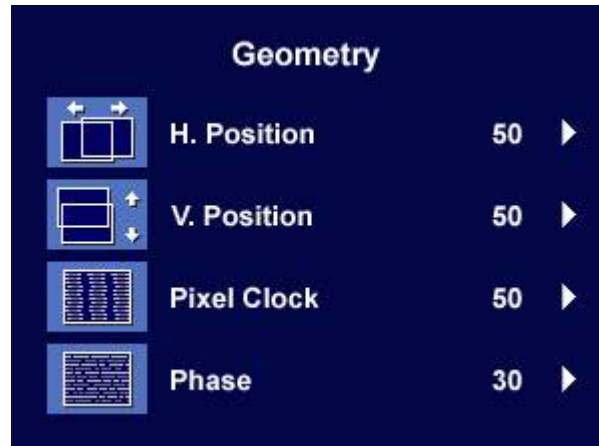 Geometry
H. Position 50
V. Position 50
Pixel Clock 50
Phase 30